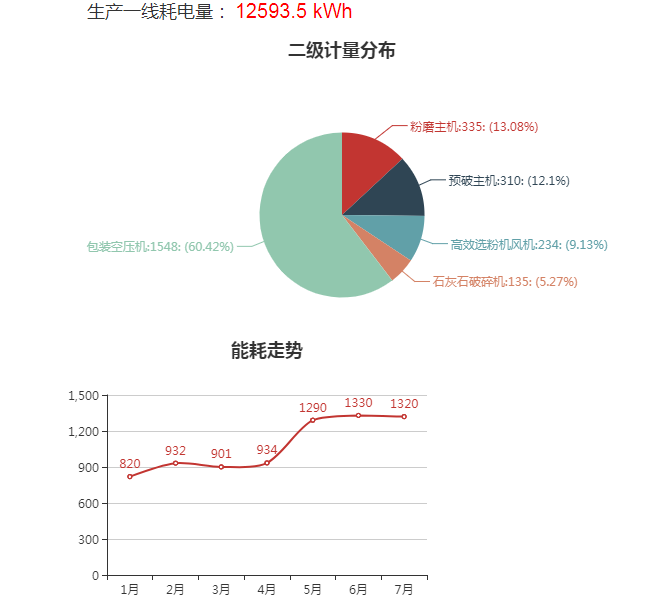 生产一线耗电量： 12593.5 kWh
二级计量分布
粉磨主机:335: (13.08%)
预破主机:310: (12.1%)
高效选粉机风机:234: (9.13%)
包装空压机:1548: (60.42%)
石灰石破碎机:135: (5.27%)
能耗走势
1,500
1,200
900
600
300
0
820
932
901
934
1290
1330
1320
1月
2月
3月
4月
5月
6月
7月